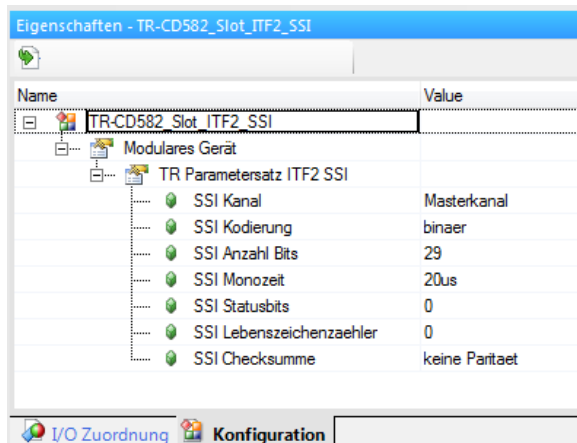 Eigenschaften - TR-CD582_Slot_ITF2_SSI
Name Value
TR-CD582_Slot_ITF2_SSI
Modulares Gerät
TR Parametersatz ITF2 SSI
SSI Kanal Masterkanal
SSI Kodierung binaer
SSI Anzahl Bits 29
SSI Monozeit 20us
SSI Statusbits 0
SSI Lebenszeichenzaehler 0
SSI Checksumme keine Paritaet
I/O Zuordnung Konfiguration